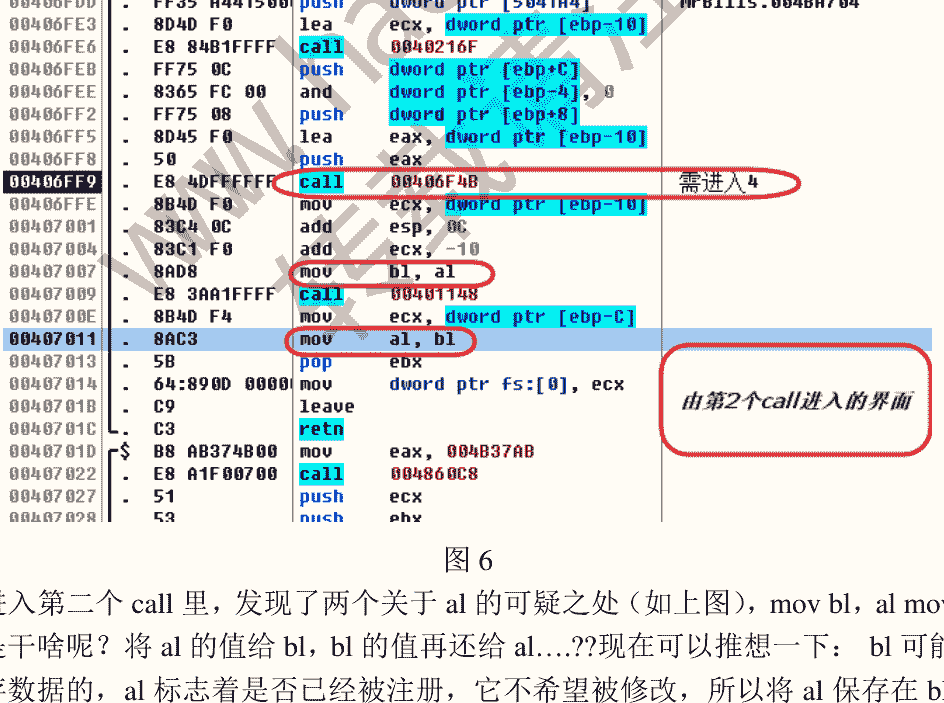 00406FDD . FF35 A4415000 push dword ptr [5041A4] MrBills.004BA704
00406FE3 . 8D4D F0 lea ecx, dword ptr [ebp-10]
00406FE6 . E8 84B1FFFF call 0040216F
00406FEB . FF75 0C push dword ptr [ebp+C]
00406FEE . 8365 FC 00 and dword ptr [ebp-4], 0
00406FF2 . FF75 08 push dword ptr [ebp+8]
00406FF5 . 8D45 F0 lea eax, dword ptr [ebp-10]
00406FF8 . 50 push eax
00406FF9 . E8 4DFFFFFF call 00406F4B 需进入4
00406FFE . 8B4D F0 mov ecx, dword ptr [ebp-10]
00407001 . 83C4 0C add esp, 0C
00407004 . 83C1 F0 add ecx, -10
00407007 . 8AD8 mov bl, al
00407009 . E8 3AA1FFFF call 00401148
0040700E . 8B4D F4 mov ecx, dword ptr [ebp-C]
00407011 . 8AC3 mov al, bl
00407013 . 5B pop ebx
00407014 . 64:890D 0000 mov dword ptr fs:[0], ecx
0040701B . C9 leave
0040701C . C3 retn
0040701D $ B8 AB374B00 mov eax, 004B37AB
00407022 . E8 A1F00700 call 004860C8
00407027 . 51 push ecx
00407028 . 53 push ebx
由第2个call进入的界面
图 6
进入第二个 call 里，发现了两个关于 al 的可疑之处（如上图），mov bl，al mov
是干啥呢？将 al 的值给 bl，bl 的值再还给 al….??现在可以推想一下： bl 可能
存数据的，al 标志着是否已经被注册，它不希望被修改，所以将 al 保存在 bl